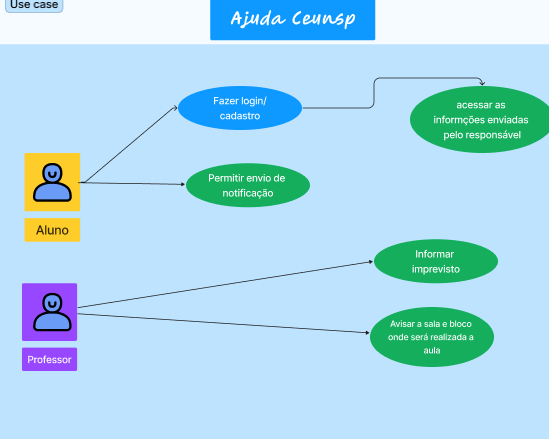 Use case
Ajuda Ceunsp
Fazer login/
cadastro
acessar as
informções enviadas
pelo responsável
Permitir envio de
notificação
Aluno
Informar
imprevisto
Professor
Avisar a sala e bloco
onde será realizada a
aula